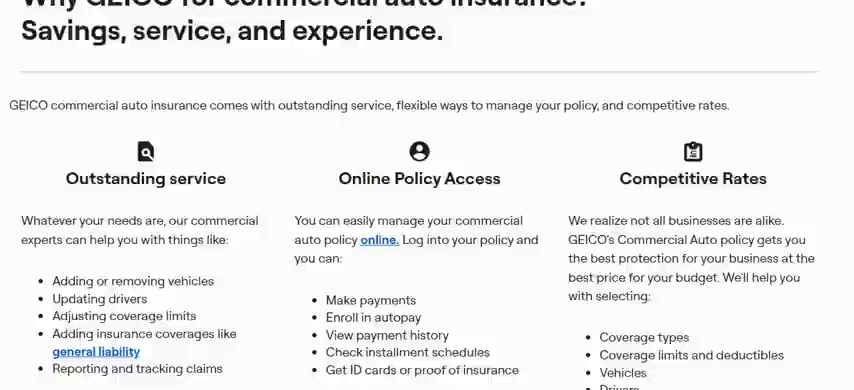 Why GEICO for commercial auto insurance?
Savings, service, and experience.
GEICO commercial auto insurance comes with outstanding service, flexible ways to manage your policy, and competitive rates.
Outstanding service
Whatever your needs are, our commercial
experts can help you with things like:
• Adding or removing vehicles
• Updating drivers
• Adjusting coverage limits
• Adding insurance coverages like
general liability
• Reporting and tracking claims
Online Policy Access
You can easily manage your commercial
auto policy online. Log into your policy and
you can:
• Make payments
• Enroll in autopay
• View payment history
• Check installment schedules
• Get ID cards or proof of insurance
Competitive Rates
We realize not all businesses are alike.
GEICO's Commercial Auto policy gets you
the best protection for your business at the
best price for your budget. We'll help you
with selecting:
• Coverage types
• Coverage limits and deductibles
• Vehicles
• Drivers